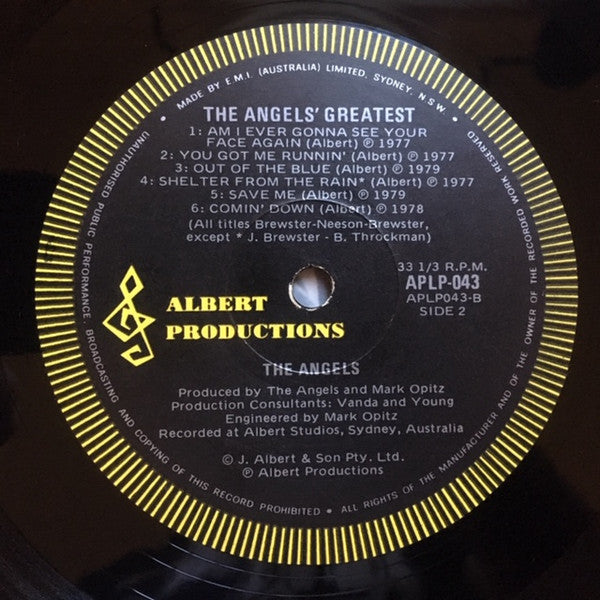 • MADE BY E.M.I. (AUSTRALIA) LIMITED, SYDNEY, N.S.W. •
THE ANGELS' GREATEST
1: AM I EVER GONNA SEE YOUR
FACE AGAIN (Albert) ℗ 1977
2: YOU GOT ME RUNNIN' (Albert) ℗ 1977
3: OUT OF THE BLUE (Albert) ℗ 1979
4: SHELTER FROM THE RAIN* (Albert) ℗ 1977
5: SAVE ME (Albert) ℗ 1979
6: COMIN' DOWN (Albert) ℗ 1978
(All titles Brewster-Neeson-Brewster,
except * J. Brewster - B. Throckman)
33 1/3 R.P.M.
APLP-043
APLP043-B
SIDE 2
ALBERT
PRODUCTIONS
THE ANGELS
Produced by The Angels and Mark Opitz
Production Consultants: Vanda and Young
Engineered by Mark Opitz
Recorded at Albert Studios, Sydney, Australia
© J. Albert & Son Pty. Ltd.
℗ Albert Productions
UNAUTHORISED PUBLIC PERFORMANCE, BROADCASTING AND COPYING OF THIS RECORD PROHIBITED • ALL RIGHTS OF THE MANUFACTURER AND OF THE OWNER OF THE RECORDED WORK RESERVED